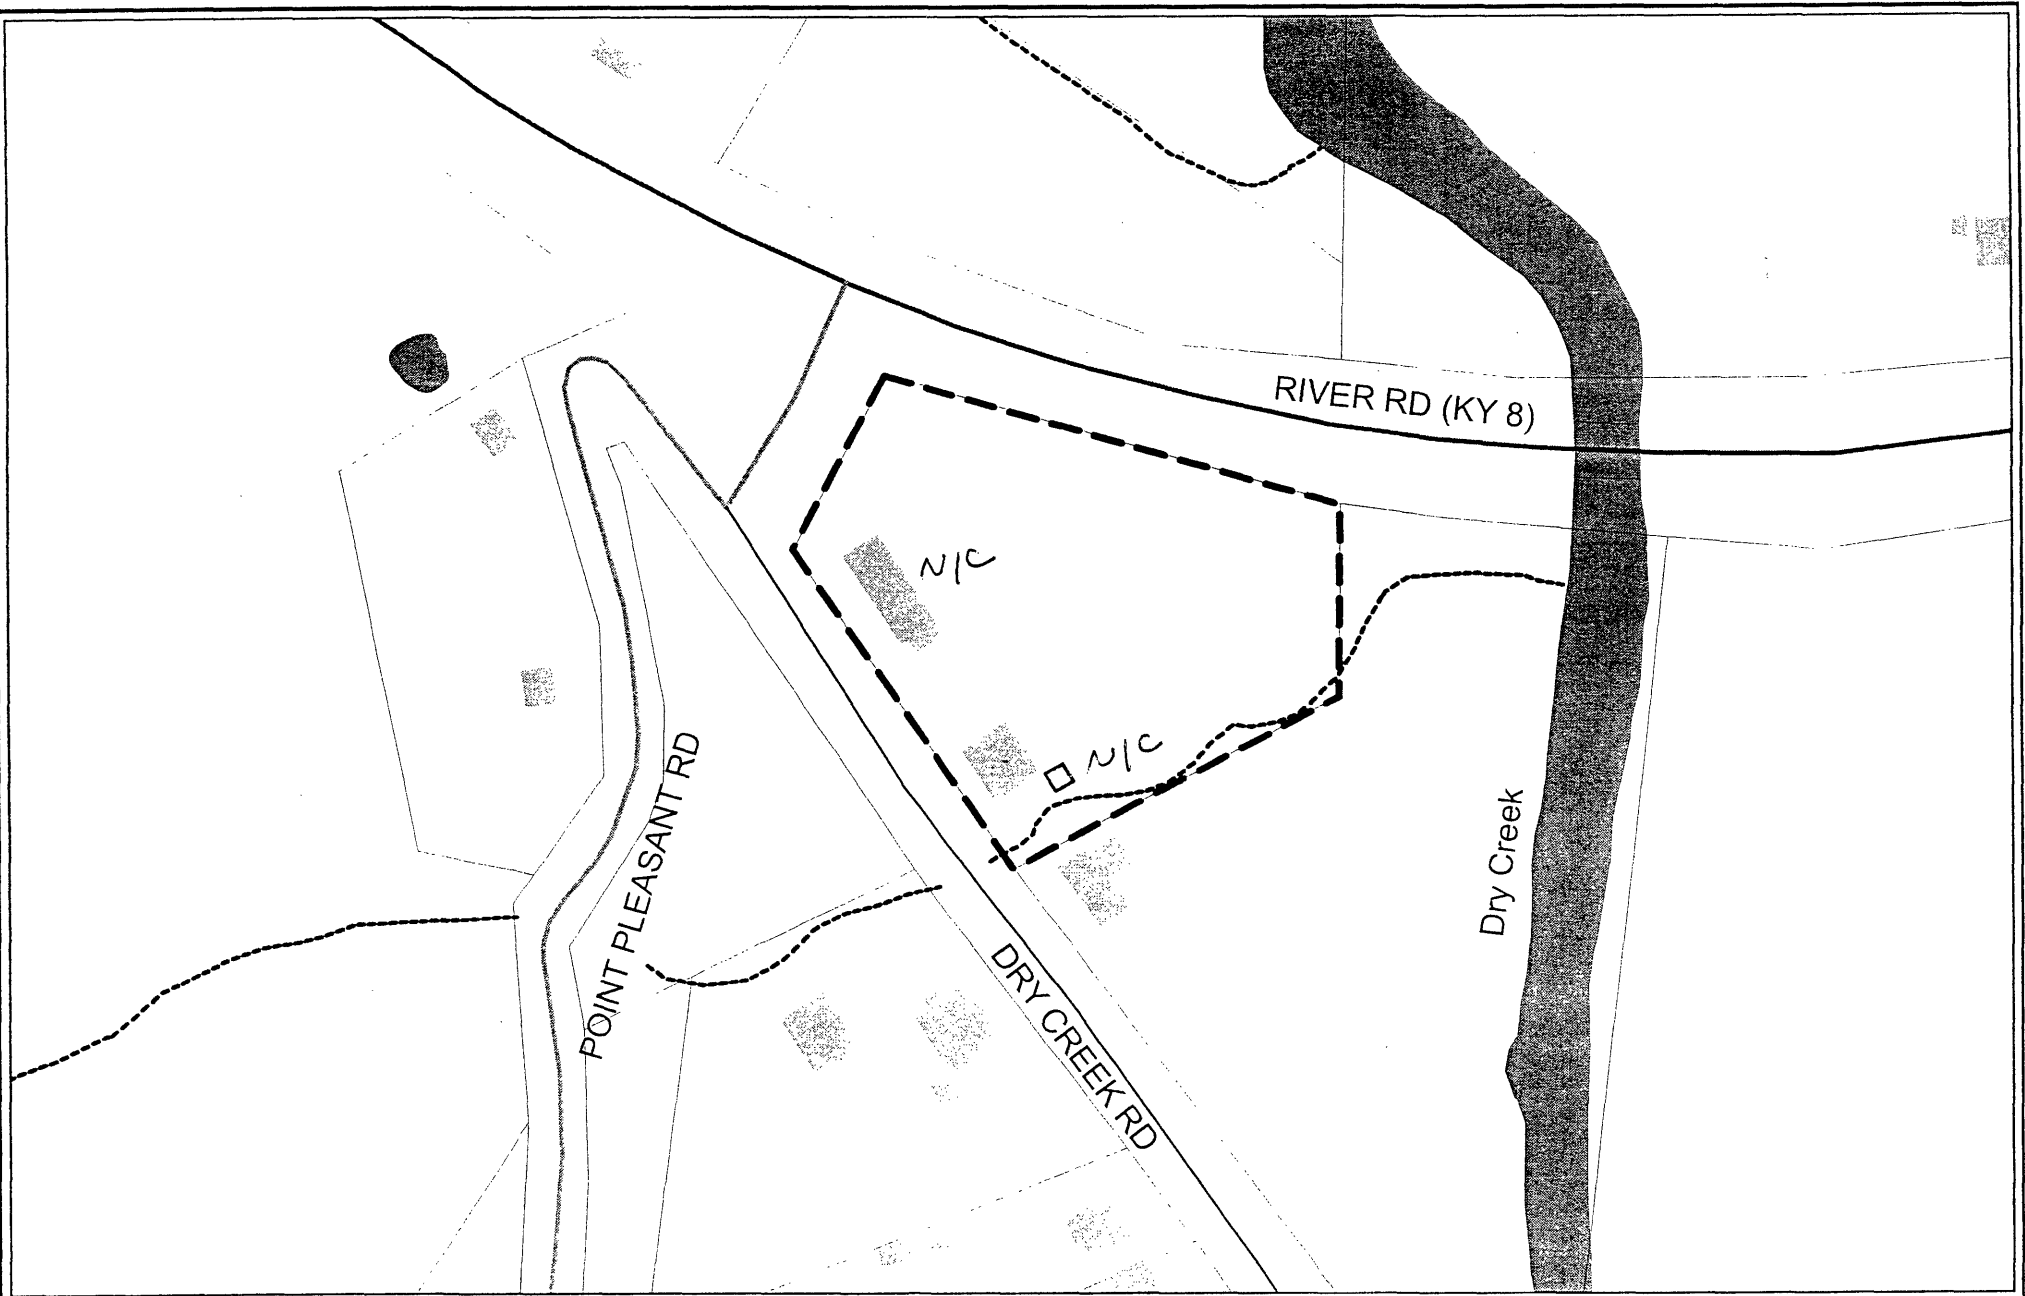 RIVER RD (KY 8)
N/C
N/C
POINT PLEASANT RD
Dry Creek
DRY CREEK RD